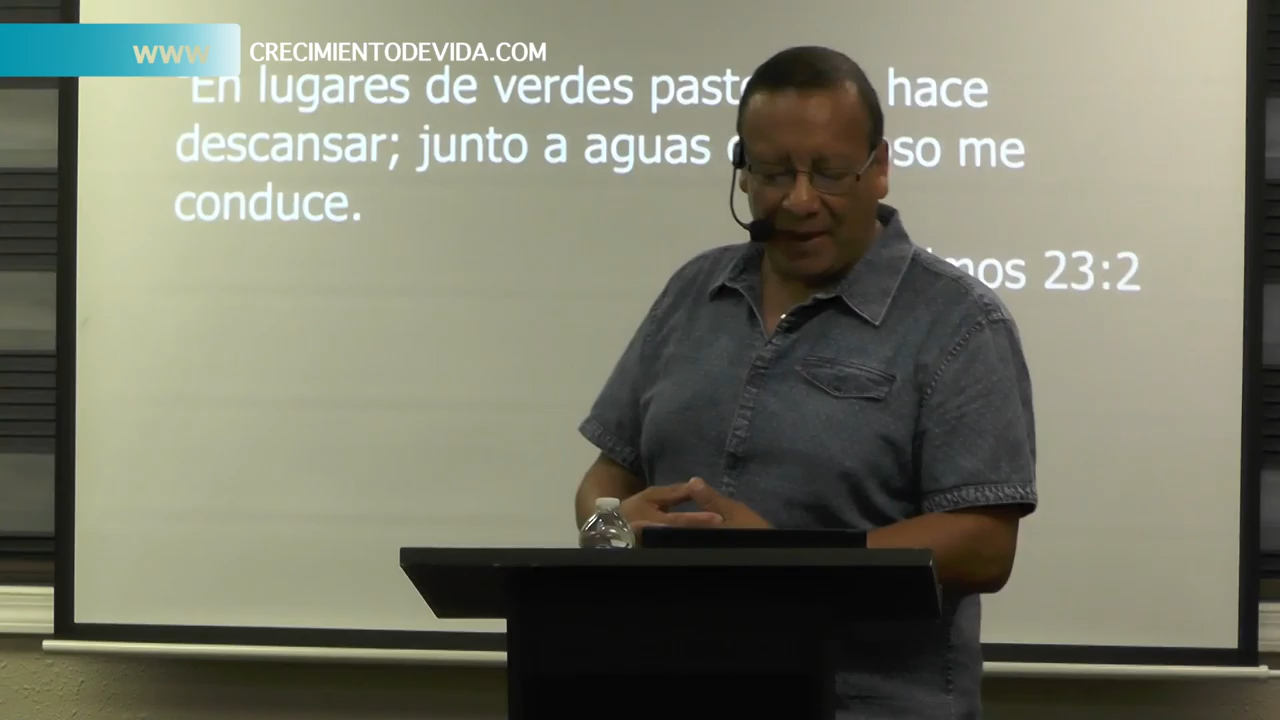 www CRECIMIENTODEVIDA.COM
En lugares de verdes hace
descansar; junto a aguas me
conduce.
23:2